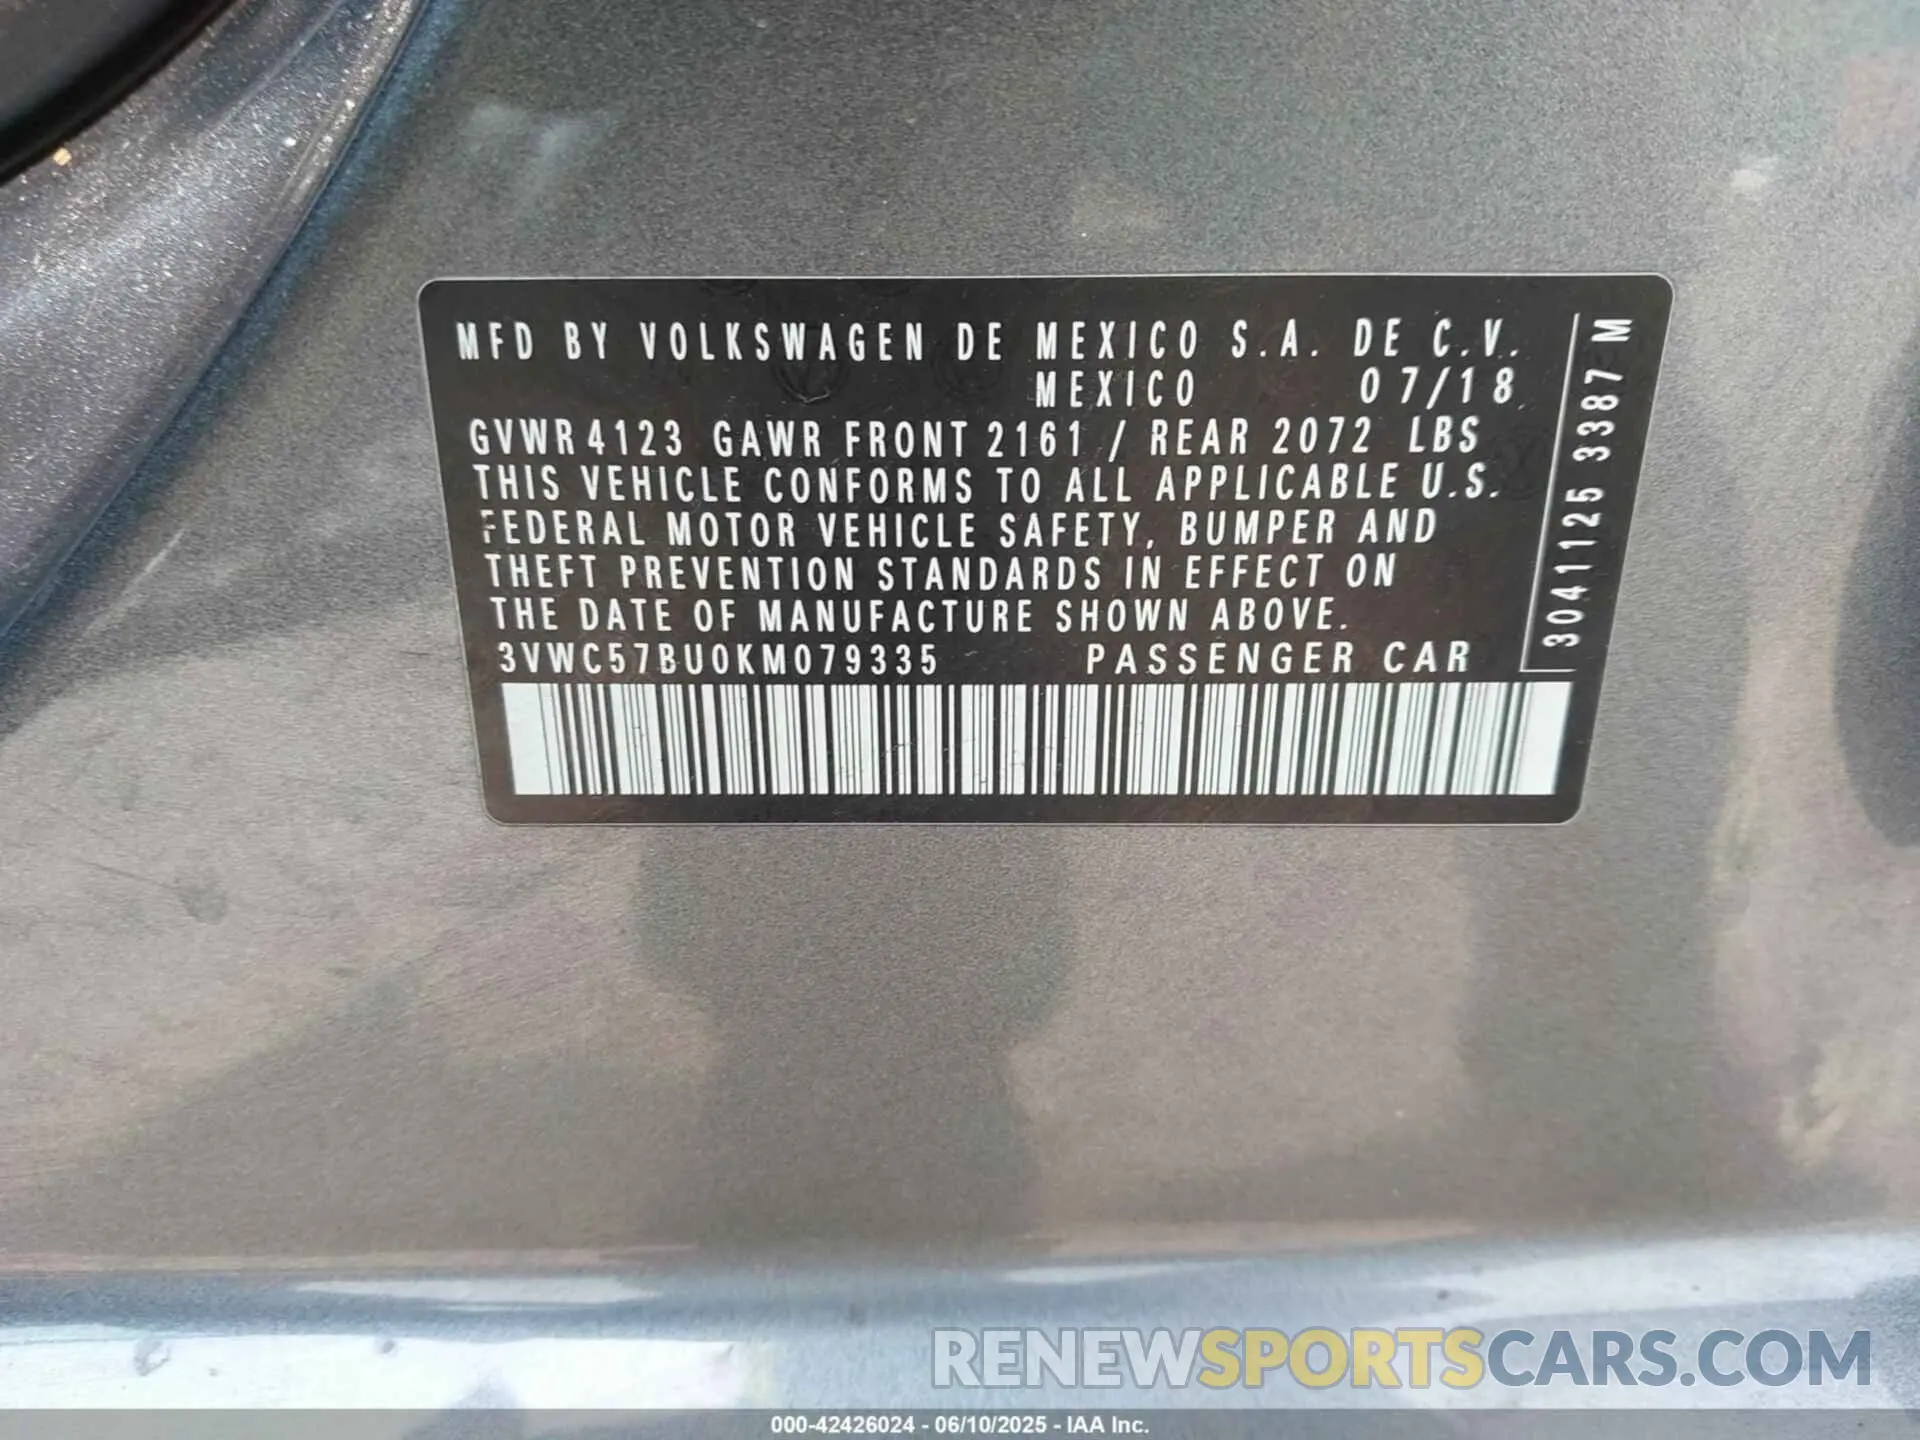 MFD BY VOLKSWAGEN DE MEXICO S.A. DE C.V.
MEXICO 07/18
GVWR 4123 GAWR FRONT 2161 / REAR 2072 LBS
THIS VEHICLE CONFORMS TO ALL APPLICABLE U.S.
FEDERAL MOTOR VEHICLE SAFETY, BUMPER AND
THEFT PREVENTION STANDARDS IN EFFECT ON
THE DATE OF MANUFACTURE SHOWN ABOVE.
3VWC57BU0KM079335 PASSENGER CAR
3041125 3387 M
RENEWSPORTSCARS.COM
000-42426024 - 06/10/2025 - IAA Inc.